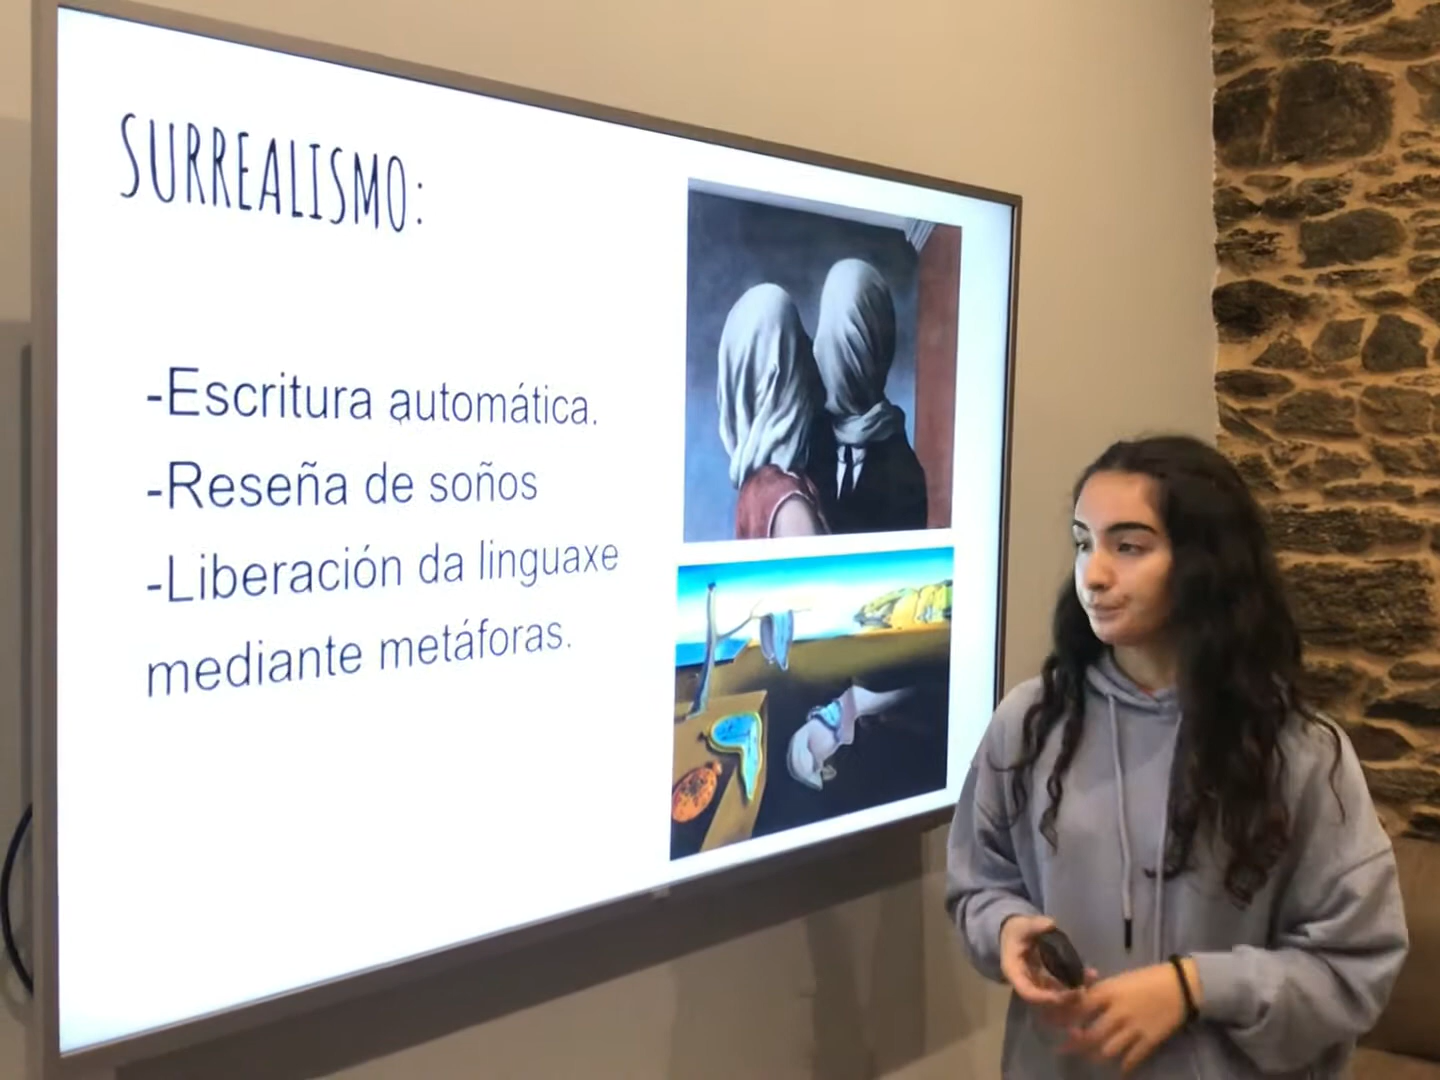 SURREALISMO:
-Escritura automática.
-Reseña de soños
-Liberación da linguaxe
mediante metáforas.